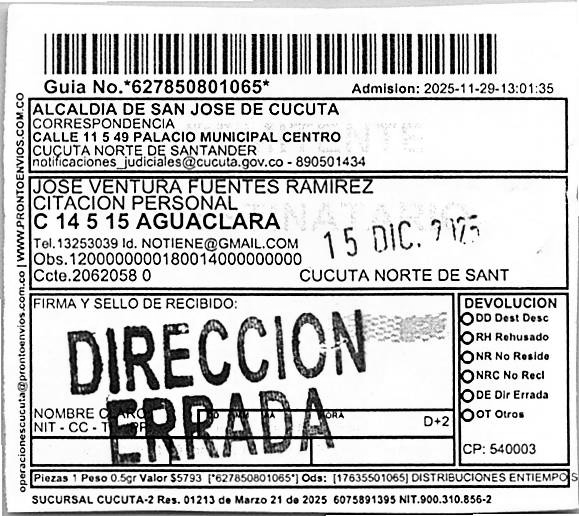 Guia No.*627850801065*
Admision: 2025-11-29-13:01:35
ALCALDIA DE SAN JOSE DE CUCUTA
CORRESPONDENCIA
CALLE 11 5 49 PALACIO MUNICIPAL CENTRO
CUCUTA NORTE DE SANTANDER
notificaciones_judiciales@cucuta.gov.co - 890501434
JOSE VENTURA FUENTES RAMIREZ
CITACION PERSONAL
C 14 5 15 AGUACLARA
Tel.13253039 Id. NOTIENE@GMAIL.COM
15 DIC. 2025
Obs.12000000001800140000000000
Ccte.2062058 0
CUCUTA NORTE DE SANT
FIRMA Y SELLO DE RECIBIDO:
DIRECCION
ERRADA
NOMBRE
NIT - CC -
HORA
D+2
DEVOLUCION
DD Dest Desc
RH Rehusado
NR No Reside
NRC No Recl
DE Dir Errada
OT Otros
CP: 540003
Piezas 1 Peso 0.5gr Valor $5793 [*627850801065*] Ods: [17635501065] DISTRIBUCIONES ENTIEMPO S
SUCURSAL CUCUTA-2 Res. 01213 de Marzo 21 de 2025 6075891395 NIT.900.310.856-2
operacionescucuta@prontoenvios.com.co | WWW.PRONTOENVIOS.COM.CO